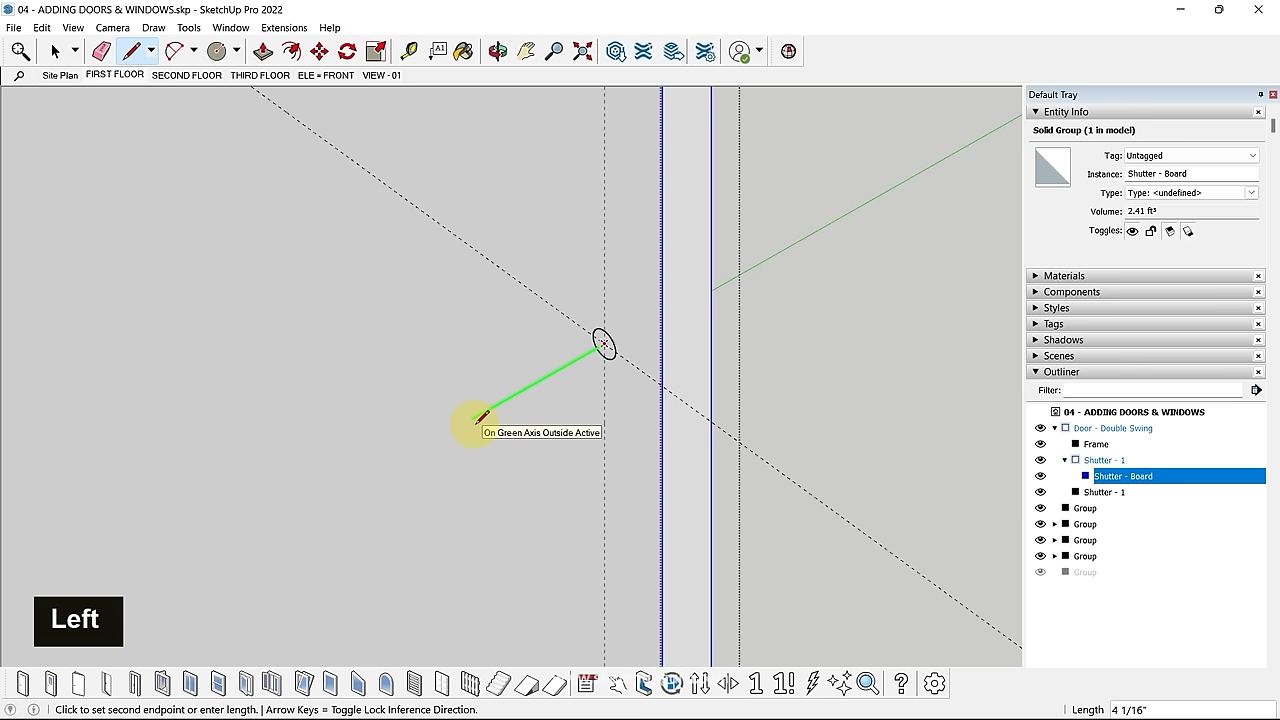 04 - ADDING DOORS & WINDOWS.skp - SketchUp Pro 2022
File Edit View Camera Draw Tools Window Extensions Help
A1
Site Plan FIRST FLOOR SECOND FLOOR THIRD FLOOR ELE = FRONT VIEW - 01
Default Tray
Entity Info
Solid Group (1 in model)
Tag: Untagged
Instance: Shutter - Board
Type: Type: <undefined>
Volume: 2.41 ft³
Toggles:
Materials
Components
Styles
Tags
Shadows
Scenes
Outliner
Filter:
04 - ADDING DOORS & WINDOWS
Door - Double Swing
Frame
Shutter - 1
Shutter - Board
Shutter - 1
Group
Group
Group
Group
Group
On Green Axis Outside Active
Left
1 1! ?
Click to set second endpoint or enter length. | Arrow Keys = Toggle Lock Inference Direction. | Length 4 1/16"